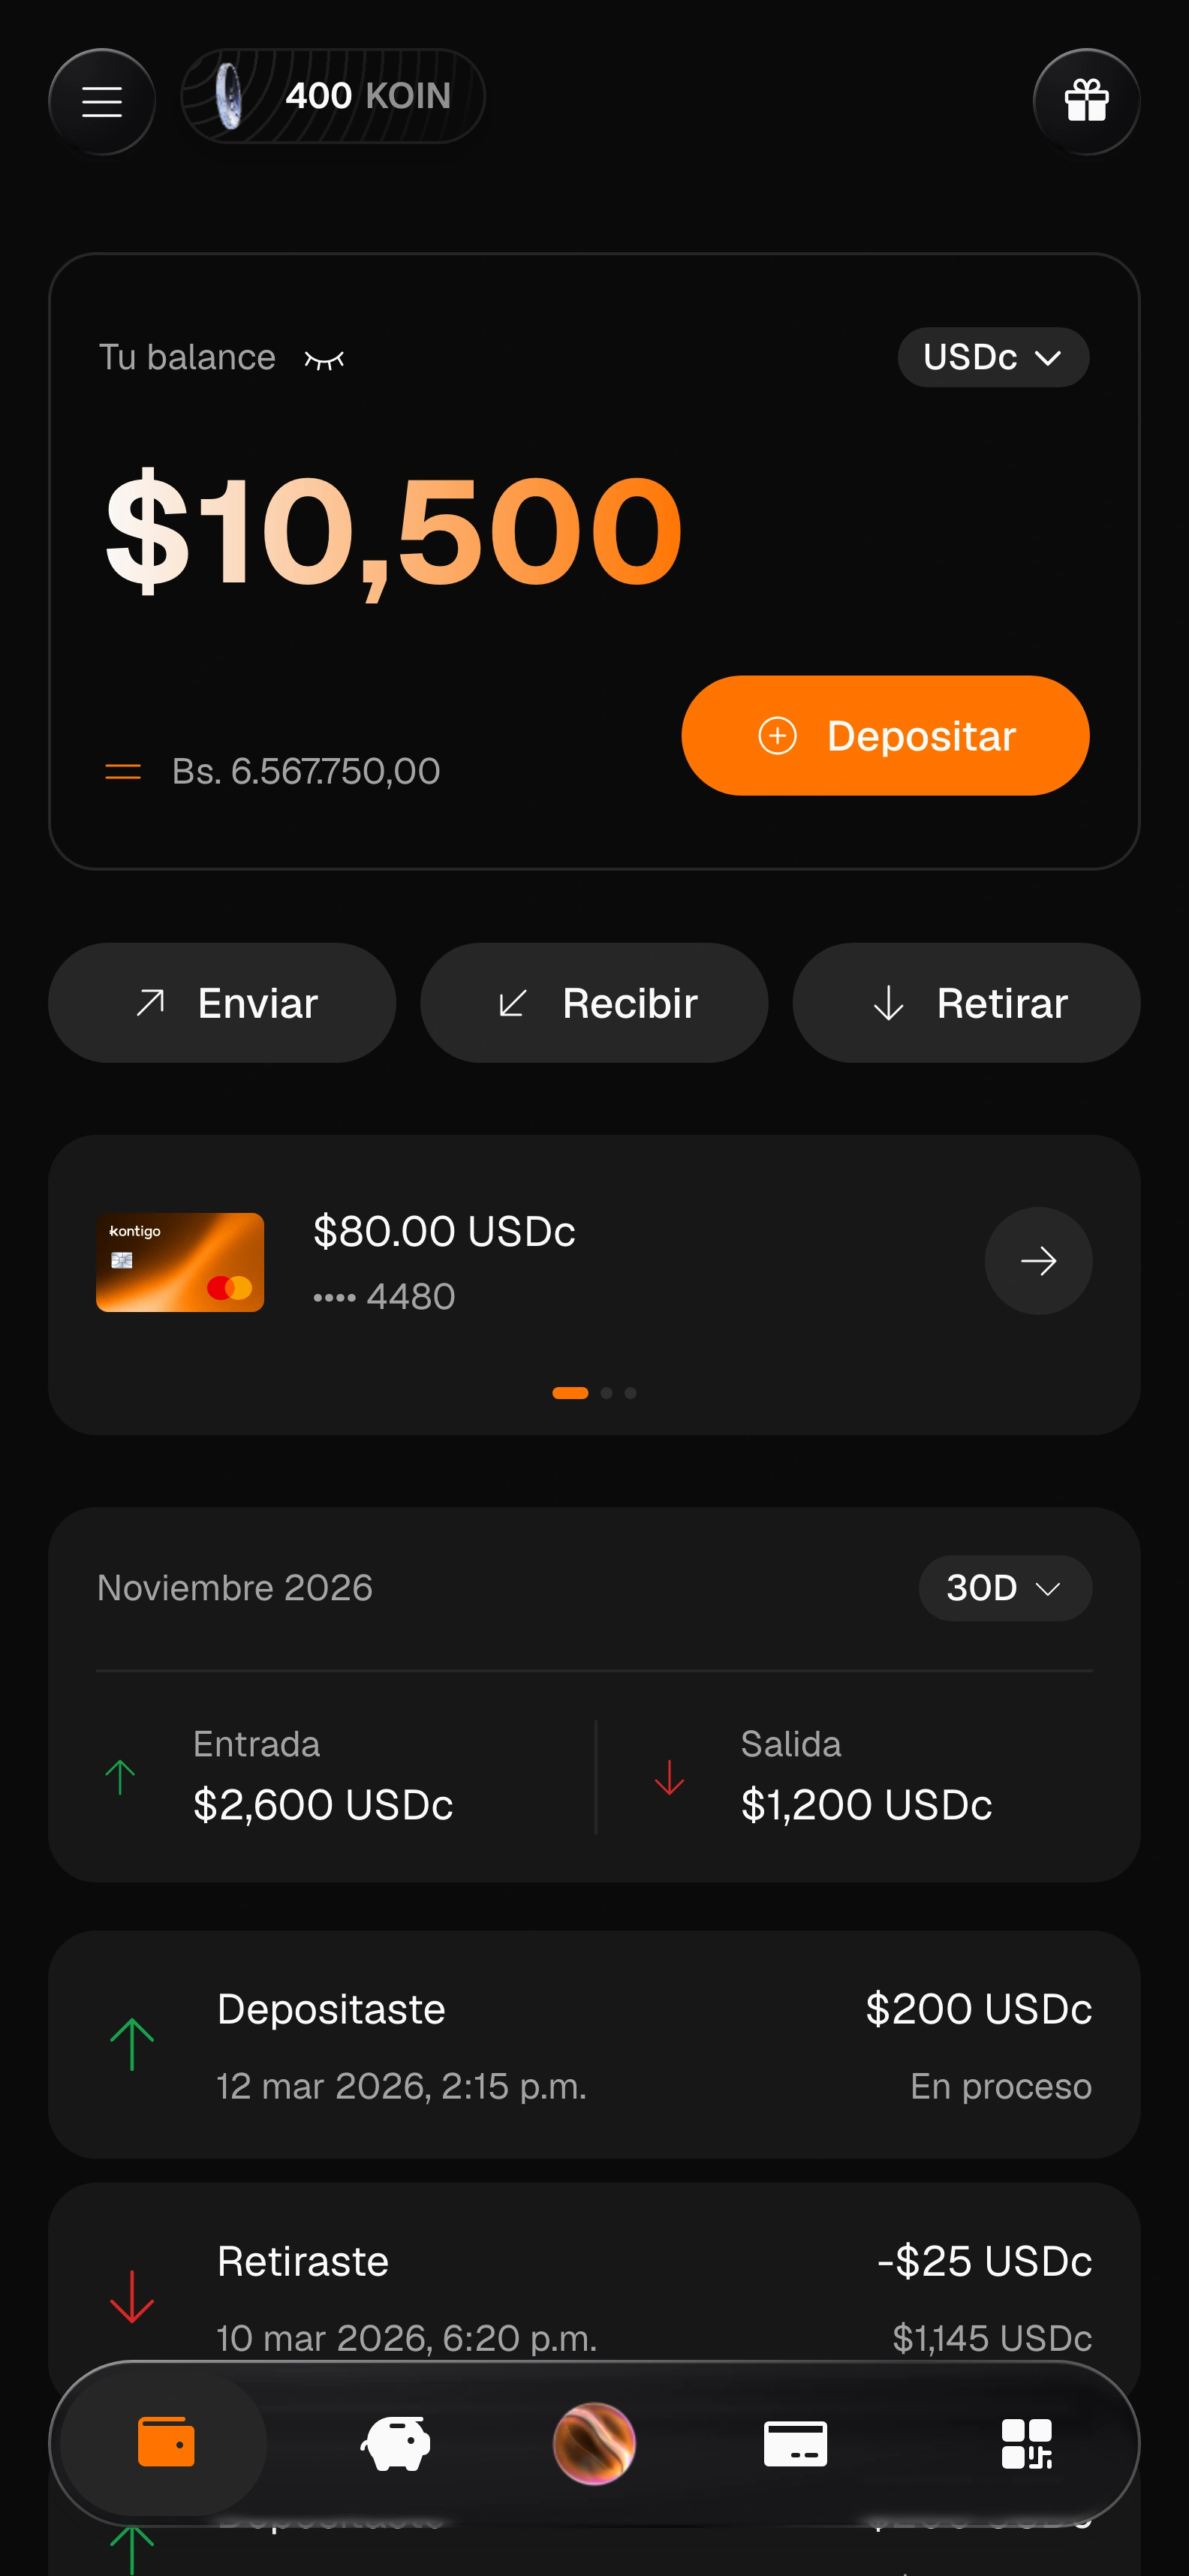 400 KOIN
Tu balance
USDc
$10,500
Bs. 6.567.750,00
Depositar
Enviar
Recibir
Retirar
kontigo
$80.00 USDc
•••• 4480
Noviembre 2026
30D
Entrada
$2,600 USDc
Salida
$1,200 USDc
Depositaste
$200 USDc
12 mar 2026, 2:15 p.m.
En proceso
Retiraste
-$25 USDc
10 mar 2026, 6:20 p.m.
$1,145 USDc